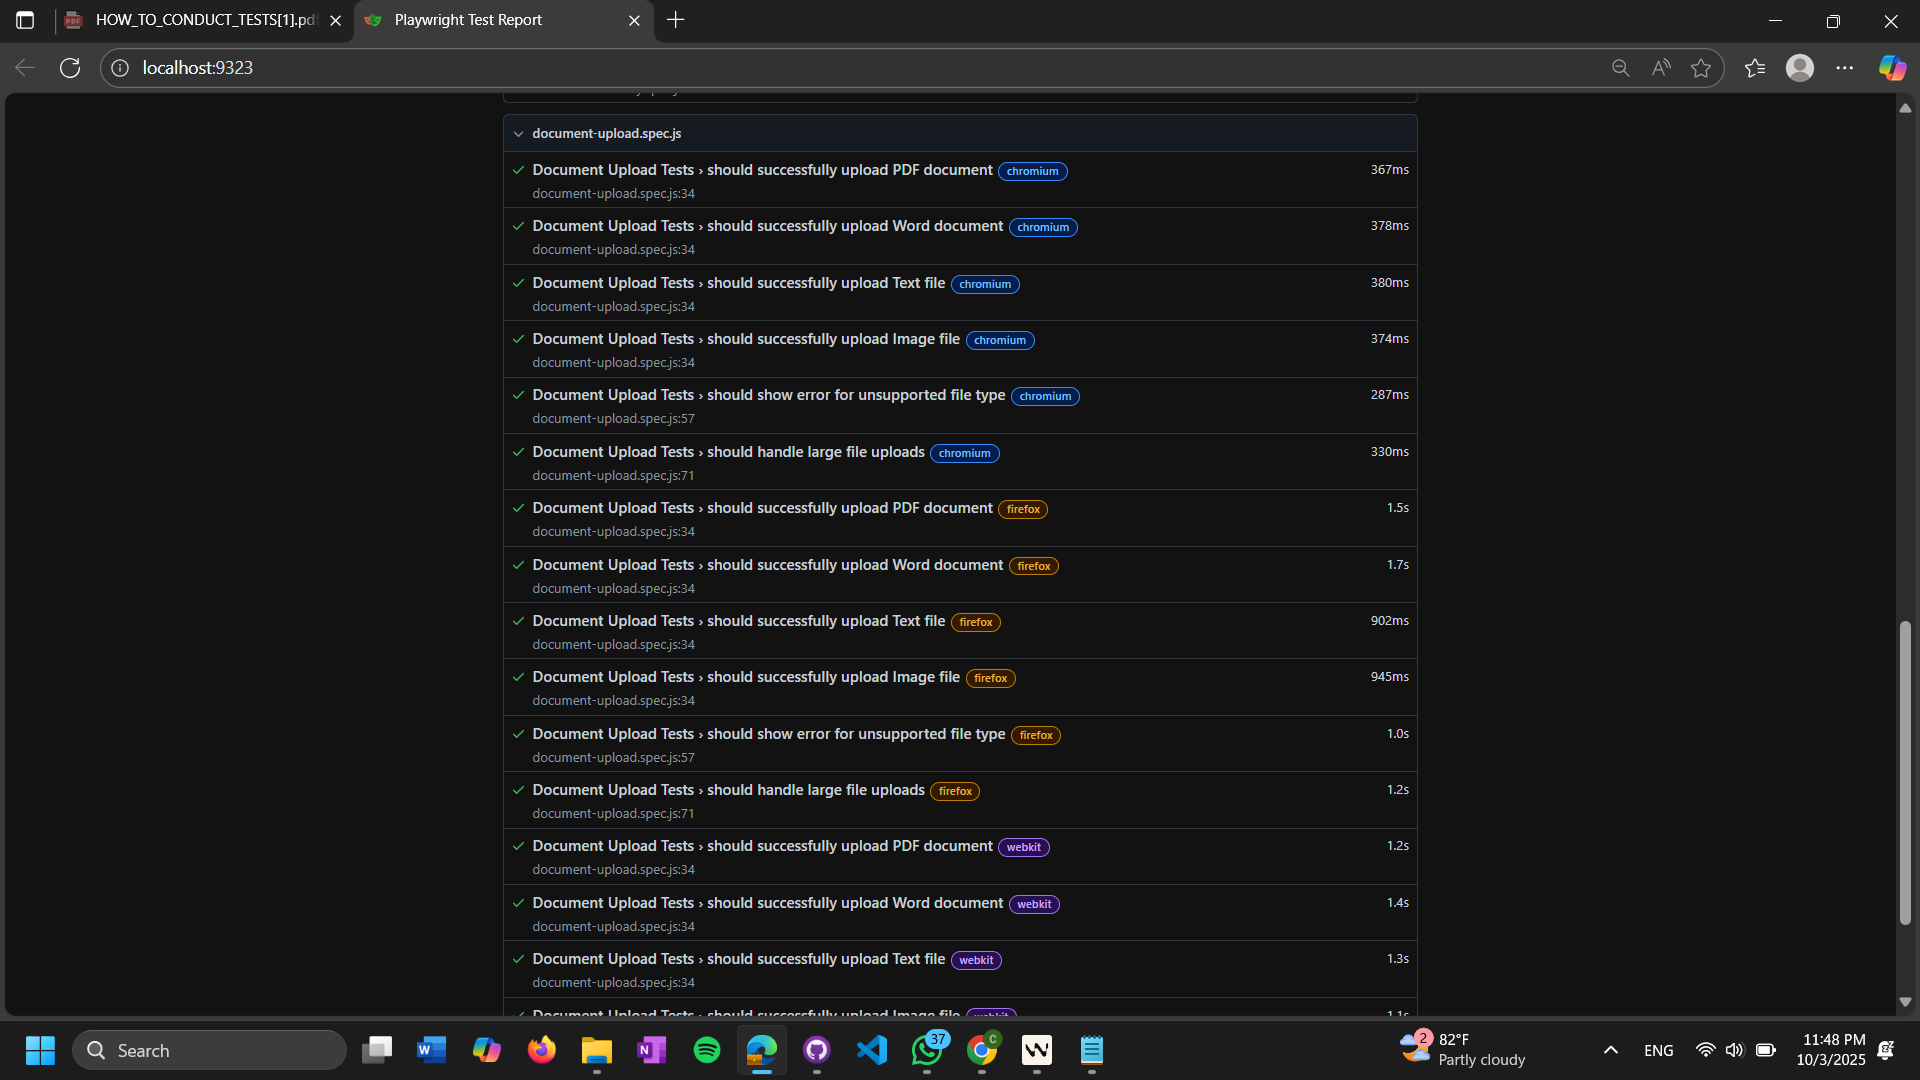 HOW_TO_CONDUCT_TESTS[1].pd
Playwright Test Report
localhost:9323
document-upload.spec.js
Document Upload Tests › should successfully upload PDF document chromium 367ms
document-upload.spec.js:34
Document Upload Tests › should successfully upload Word document chromium 378ms
document-upload.spec.js:34
Document Upload Tests › should successfully upload Text file chromium 380ms
document-upload.spec.js:34
Document Upload Tests › should successfully upload Image file chromium 374ms
document-upload.spec.js:34
Document Upload Tests › should show error for unsupported file type chromium 287ms
document-upload.spec.js:57
Document Upload Tests › should handle large file uploads chromium 330ms
document-upload.spec.js:71
Document Upload Tests › should successfully upload PDF document firefox 1.5s
document-upload.spec.js:34
Document Upload Tests › should successfully upload Word document firefox 1.7s
document-upload.spec.js:34
Document Upload Tests › should successfully upload Text file firefox 902ms
document-upload.spec.js:34
Document Upload Tests › should successfully upload Image file firefox 945ms
document-upload.spec.js:34
Document Upload Tests › should show error for unsupported file type firefox 1.0s
document-upload.spec.js:57
Document Upload Tests › should handle large file uploads firefox 1.2s
document-upload.spec.js:71
Document Upload Tests › should successfully upload PDF document webkit 1.2s
document-upload.spec.js:34
Document Upload Tests › should successfully upload Word document webkit 1.4s
document-upload.spec.js:34
Document Upload Tests › should successfully upload Text file webkit 1.3s
document-upload.spec.js:34
Document Upload Tests › should successfully upload Image file webkit 1.1s
Search
37
C
2
82°F
Partly cloudy
ENG
11:48 PM
10/3/2025